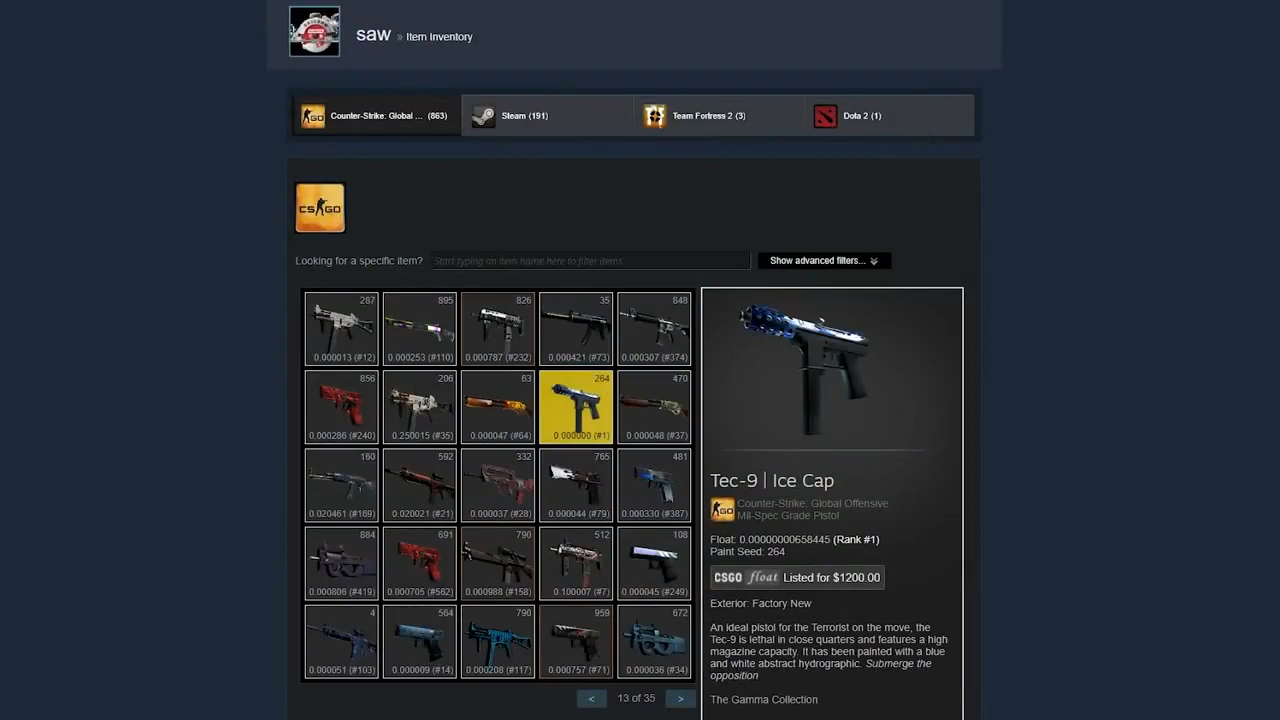 saw » Item Inventory
Counter-Strike: Global ... (863)
Steam (191)
Team Fortress 2 (3)
Dota 2 (1)
CS GO
Looking for a specific item?
Start typing an item name here to filter items
Show advanced filters...
287 895 826 35 848
0.000013 (#12) 0.000253 (#110) 0.000787 (#232) 0.000421 (#73) 0.000307 (#374)
856 206 63 264 470
0.000286 (#240) 0.250015 (#35) 0.000047 (#64) 0.000000 (#1) 0.000048 (#37)
160 592 332 765 481
0.020461 (#169) 0.020021 (#21) 0.000037 (#28) 0.000044 (#79) 0.000330 (#387)
884 691 790 512 108
0.000806 (#419) 0.000705 (#562) 0.000988 (#158) 0.100007 (#7) 0.000045 (#249)
4 564 790 959 672
0.000051 (#103) 0.000009 (#14) 0.000208 (#117) 0.000757 (#71) 0.000036 (#34)
< 13 of 35 >
Tec-9 | Ice Cap
Counter-Strike: Global Offensive
Mil-Spec Grade Pistol
Float: 0.00000000658445 (Rank #1)
Paint Seed: 264
CSGO float Listed for $1200.00
Exterior: Factory New
An ideal pistol for the Terrorist on the move, the
Tec-9 is lethal in close quarters and features a high
magazine capacity. It has been painted with a blue
and white abstract hydrographic. Submerge the
opposition
The Gamma Collection